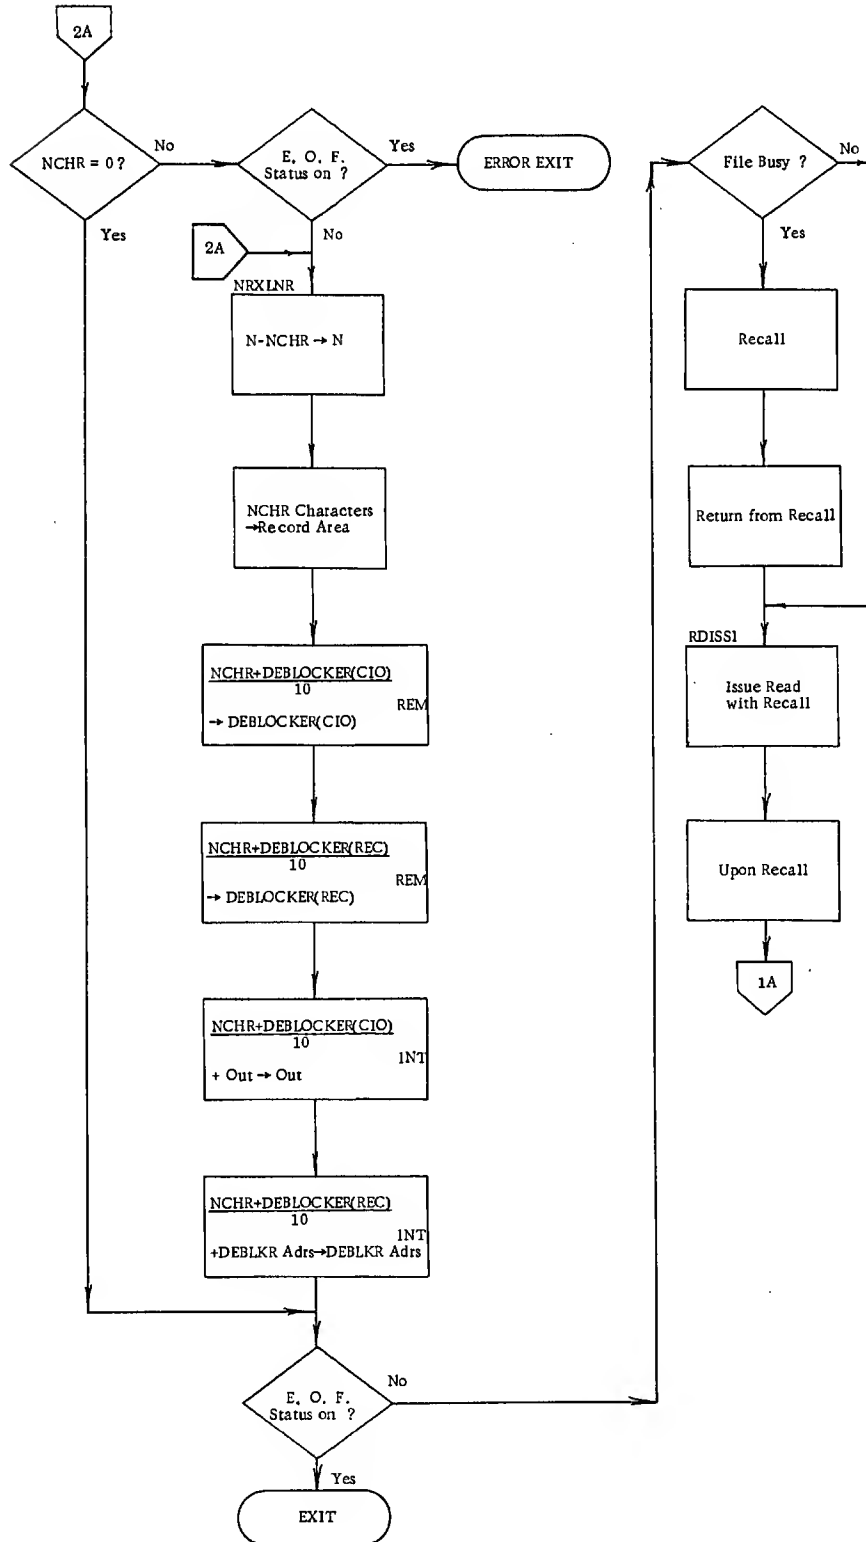 2A
NCHR = 0 ?
No
Yes
E. O. F.
Status on ?
Yes
ERROR EXIT
No
2A
NRXLNR
N-NCHR → N
NCHR Characters
→Record Area
NCHR+DEBLOCKER(CIO)
10
REM
→ DEBLOCKER(CIO)
NCHR+DEBLOCKER(REC)
10
REM
→ DEBLOCKER(REC)
NCHR+DEBLOCKER(CIO)
10
INT
+ Out → Out
NCHR+DEBLOCKER(REC)
10
INT
+DEBLKR Adrs→DEBLKR Adrs
E. O. F.
Status on ?
No
Yes
EXIT
File Busy ?
No
Yes
Recall
Return from Recall
RDISS1
Issue Read
with Recall
Upon Recall
1A